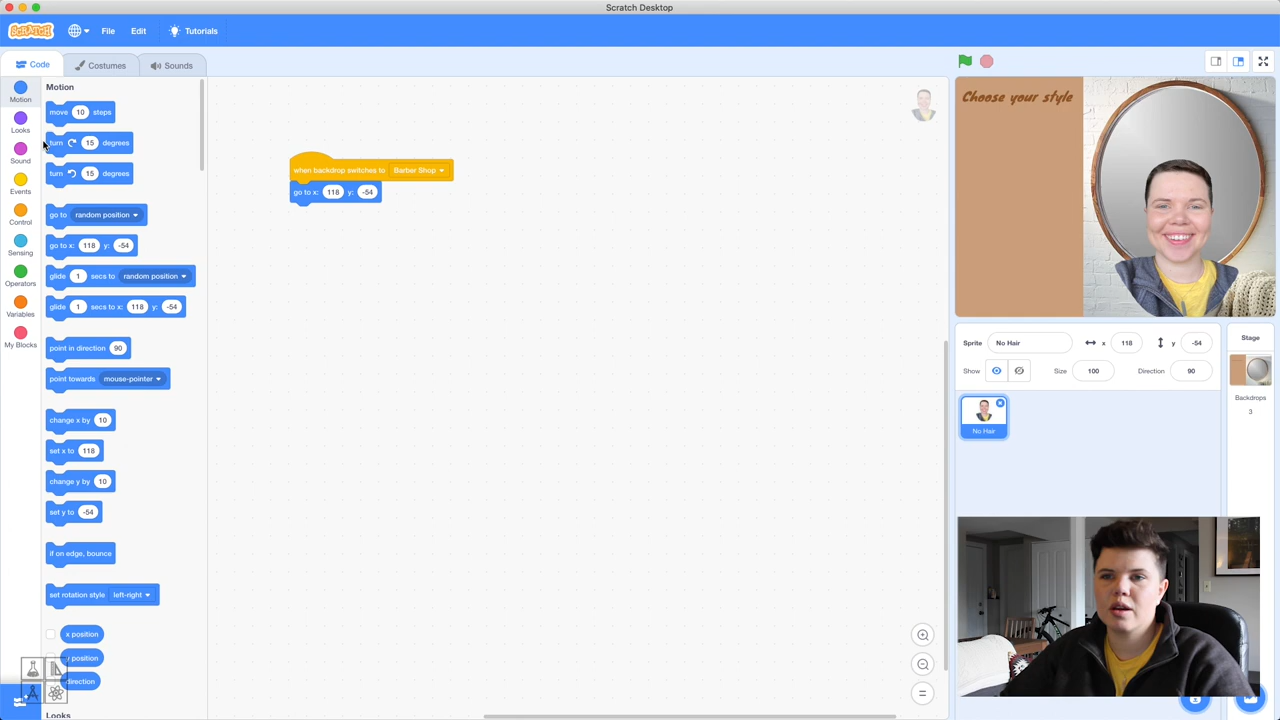 Scratch Desktop
SCRATCH File Edit Tutorials
Code Costumes Sounds
Motion
Looks
Sound
Events
Control
Sensing
Operators
Variables
My Blocks
Motion
move 10 steps
turn 15 degrees
turn 15 degrees
go to random position
go to x: 118 y: -54
glide 1 secs to random position
glide 1 secs to x: 118 y: -54
point in direction 90
point towards mouse-pointer
change x by 10
set x to 118
change y by 10
set y to -54
if on edge, bounce
set rotation style left-right
x position
y position
direction
Looks
when backdrop switches to Barber Shop
go to x: 118 y: -54
Choose your style
Sprite No Hair x 118 y -54
Show Size 100 Direction 90
No Hair
Stage
Backdrops
3